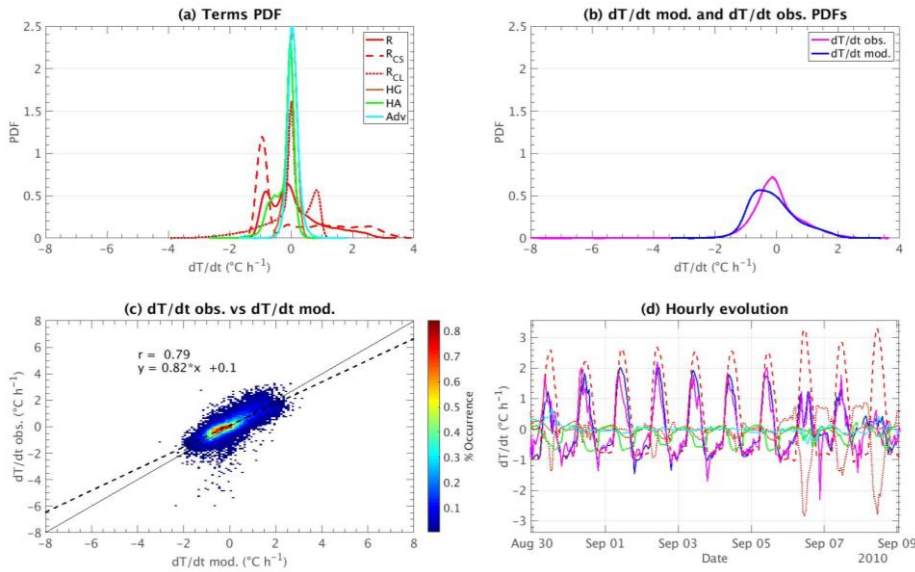 (a) Terms PDF
2.5
2
1.5
1
0.5
0
PDF
-4
-2
0
2
4
dT/dt (°C h⁻¹)
R
R_CS
R_CL
HG
HA
Adv
(b) dT/dt mod. and dT/dt obs. PDFs
2.5
2
1.5
1
0.5
0
PDF
-8
-6
-4
-2
0
2
4
dT/dt (°C h⁻¹)
dT/dt obs.
dT/dt mod.
(c) dT/dt obs. vs dT/dt mod.
8
6
4
2
0
-2
-4
-6
-8
dT/dt obs. (°C h⁻¹)
r = 0.79
y = 0.82*x +0.1
-8
-4
0
4
8
dT/dt mod. (°C h⁻¹)
0.8
0.7
0.6
0.5
0.4
0.3
0.2
0.1
% Occurrence
(d) Hourly evolution
3
2
1
0
-1
-2
-3
dT/dt (°C h⁻¹)
Aug 30
Sep 01
Sep 03
Sep 05
Sep 07
Sep 09
Date
2010